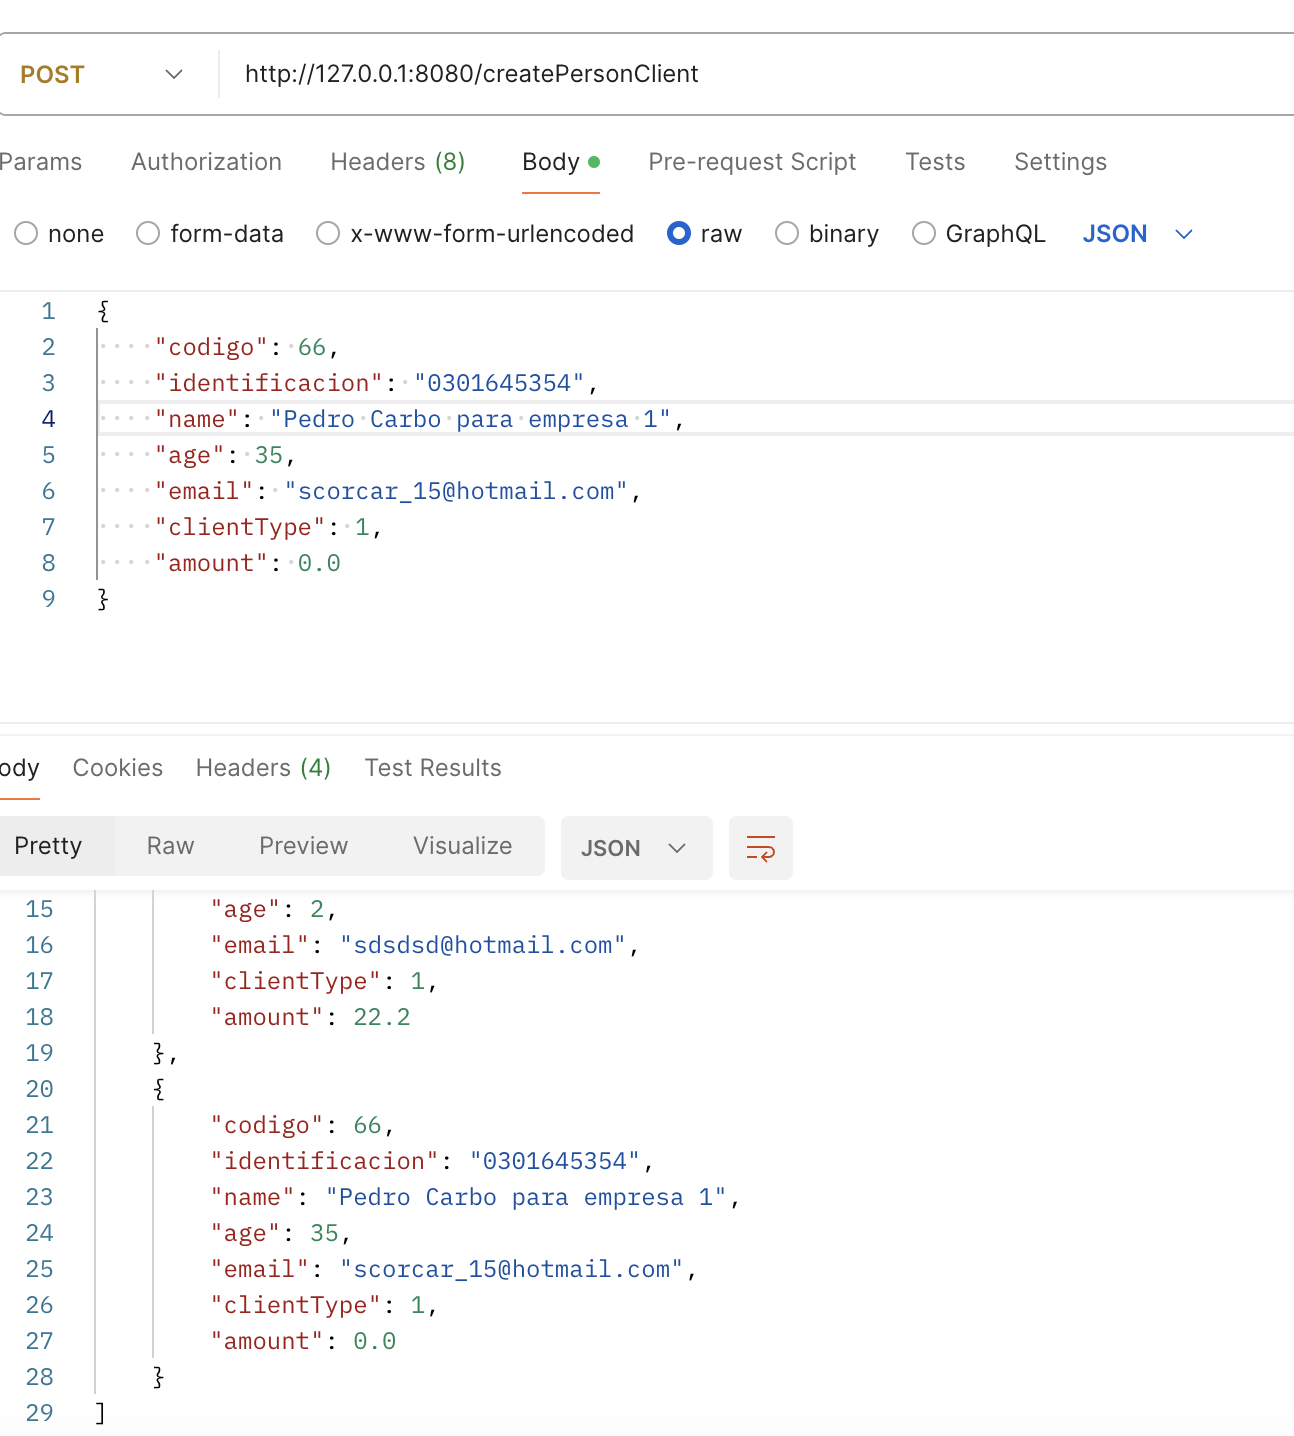 POST http://127.0.0.1:8080/createPersonClient
Params Authorization Headers (8) Body Pre-request Script Tests Settings
none form-data x-www-form-urlencoded raw binary GraphQL JSON
1 {
2 "codigo": 66,
3 "identificacion": "0301645354",
4 "name": "Pedro Carbo para empresa 1",
5 "age": 35,
6 "email": "scorcar_15@hotmail.com",
7 "clientType": 1,
8 "amount": 0.0
9 }
ody Cookies Headers (4) Test Results
Pretty Raw Preview Visualize JSON
15 "age": 2,
16 "email": "sdsdsd@hotmail.com",
17 "clientType": 1,
18 "amount": 22.2
19 },
20 {
21 "codigo": 66,
22 "identificacion": "0301645354",
23 "name": "Pedro Carbo para empresa 1",
24 "age": 35,
25 "email": "scorcar_15@hotmail.com",
26 "clientType": 1,
27 "amount": 0.0
28 }
29 ]